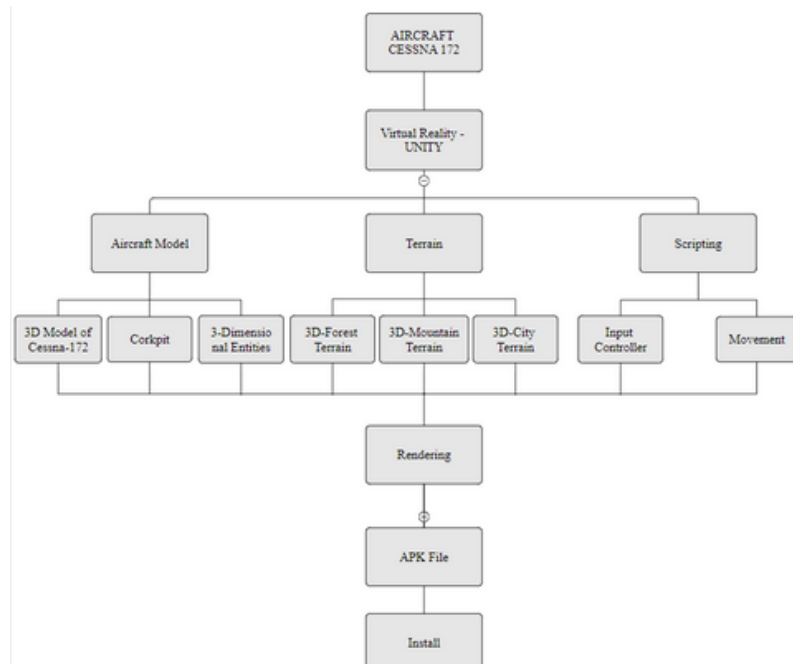 AIRCRAFT
CESSNA 172
Virtual Reality -
UNITY
Aircraft Model
Terrain
Scripting
3D Model of
Cessna-172
Corkpit
3-Dimensio
nal Entities
3D-Forest
Terrain
3D-Mountain
Terrain
3D-City
Terrain
Input
Controller
Movement
Rendering
APK File
Install